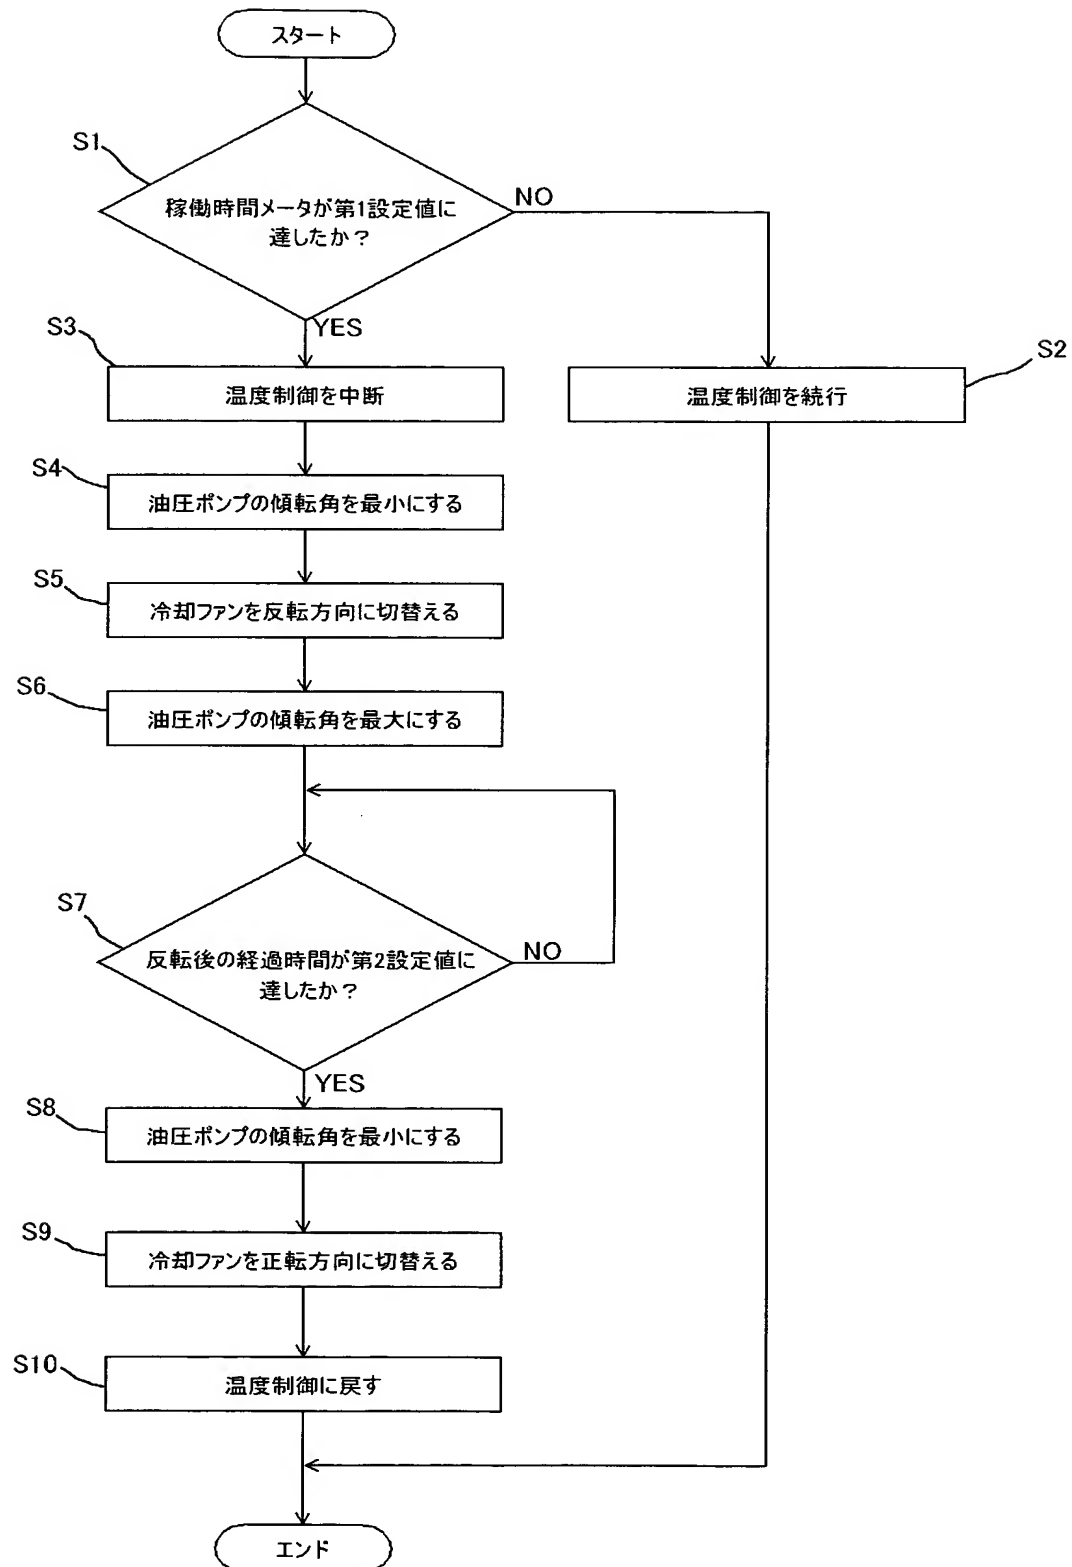 スタート
S1
稼働時間メータが第1設定値に
達したか?
NO
YES
S3
温度制御を中断
S2
温度制御を続行
S4
油圧ポンプの傾転角を最小にする
S5
冷却ファンを反転方向に切替える
S6
油圧ポンプの傾転角を最大にする
S7
反転後の経過時間が第2設定値に
達したか?
NO
YES
S8
油圧ポンプの傾転角を最小にする
S9
冷却ファンを正転方向に切替える
S10
温度制御に戻す
エンド